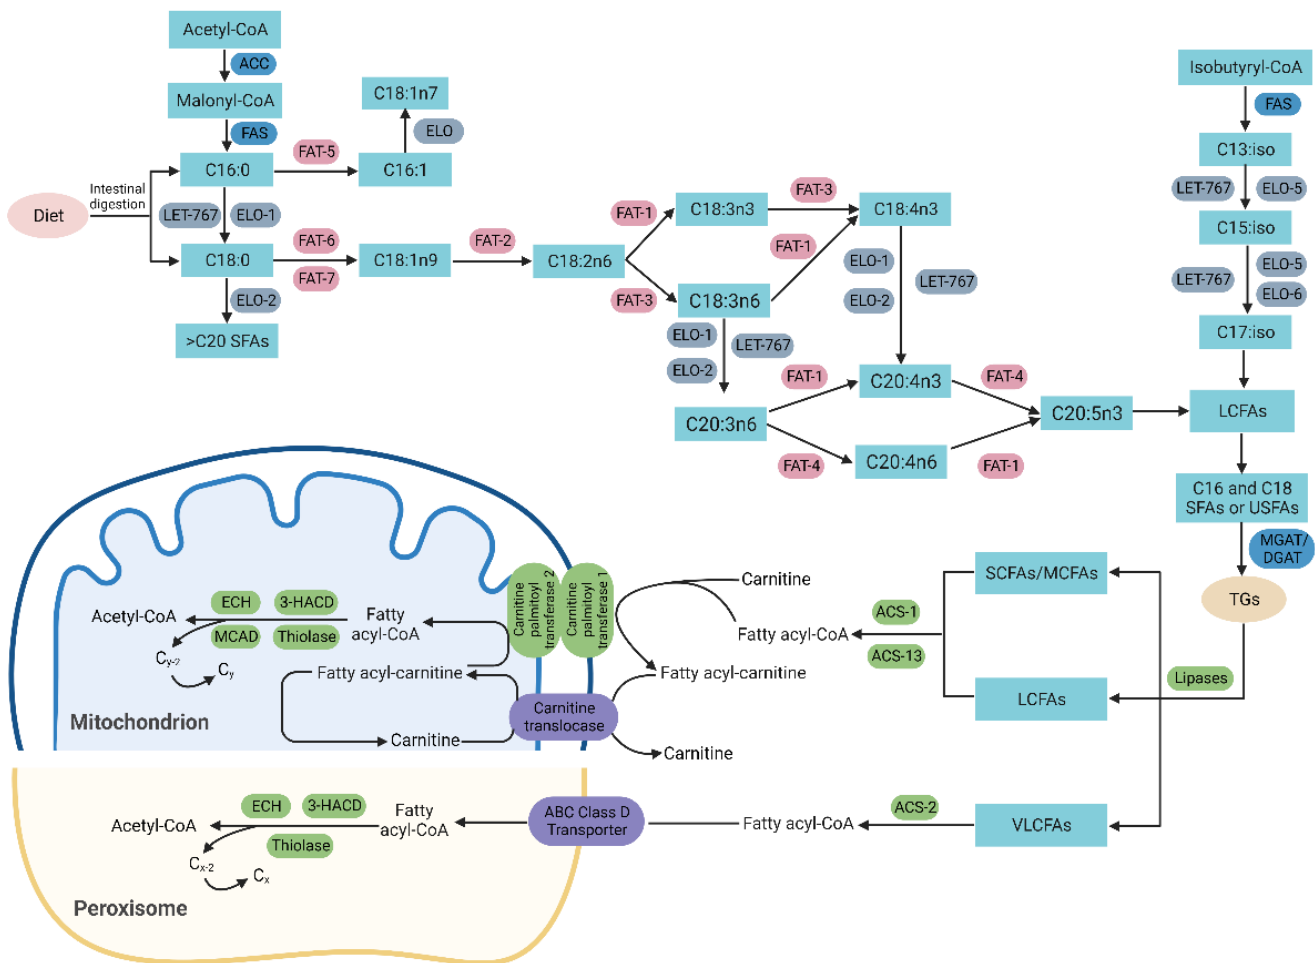 Acetyl-CoA
ACC
Malonyl-CoA
FAS
C16:0
FAT-5
C16:1
ELO
C18:1n7
Diet
Intestinal
digestion
LET-767
ELO-1
C18:0
FAT-6
FAT-7
C18:1n9
FAT-2
C18:2n6
ELO-2
>C20 SFAs
FAT-1
C18:3n3
FAT-3
C18:4n3
FAT-3
C18:3n6
FAT-1
ELO-1
ELO-2
LET-767
ELO-1
ELO-2
LET-767
C20:3n6
FAT-1
C20:4n3
FAT-4
FAT-4
C20:4n6
FAT-1
C20:5n3
Isobutyryl-CoA
FAS
C13:iso
LET-767
ELO-5
C15:iso
LET-767
ELO-5
ELO-6
C17:iso
LCFAs
C16 and C18
SFAs or USFAs
MGAT/
DGAT
TGs
Lipases
SCFAs/MCFAs
LCFAs
VLCFAs
ACS-1
ACS-13
Fatty acyl-CoA
Carnitine
Fatty acyl-carnitine
Carnitine
Carnitine
palmitoyl
transferase 2
Carnitine
palmitoyl
transferase 1
Carnitine
translocase
Fatty
acyl-CoA
ECH
3-HACD
MCAD
Thiolase
Acetyl-CoA
Cy-2
Cy
Fatty acyl-carnitine
Carnitine
Mitochondrion
ACS-2
Fatty acyl-CoA
ABC Class D
Transporter
Fatty
acyl-CoA
ECH
3-HACD
Thiolase
Acetyl-CoA
Cx-2
Cx
Peroxisome